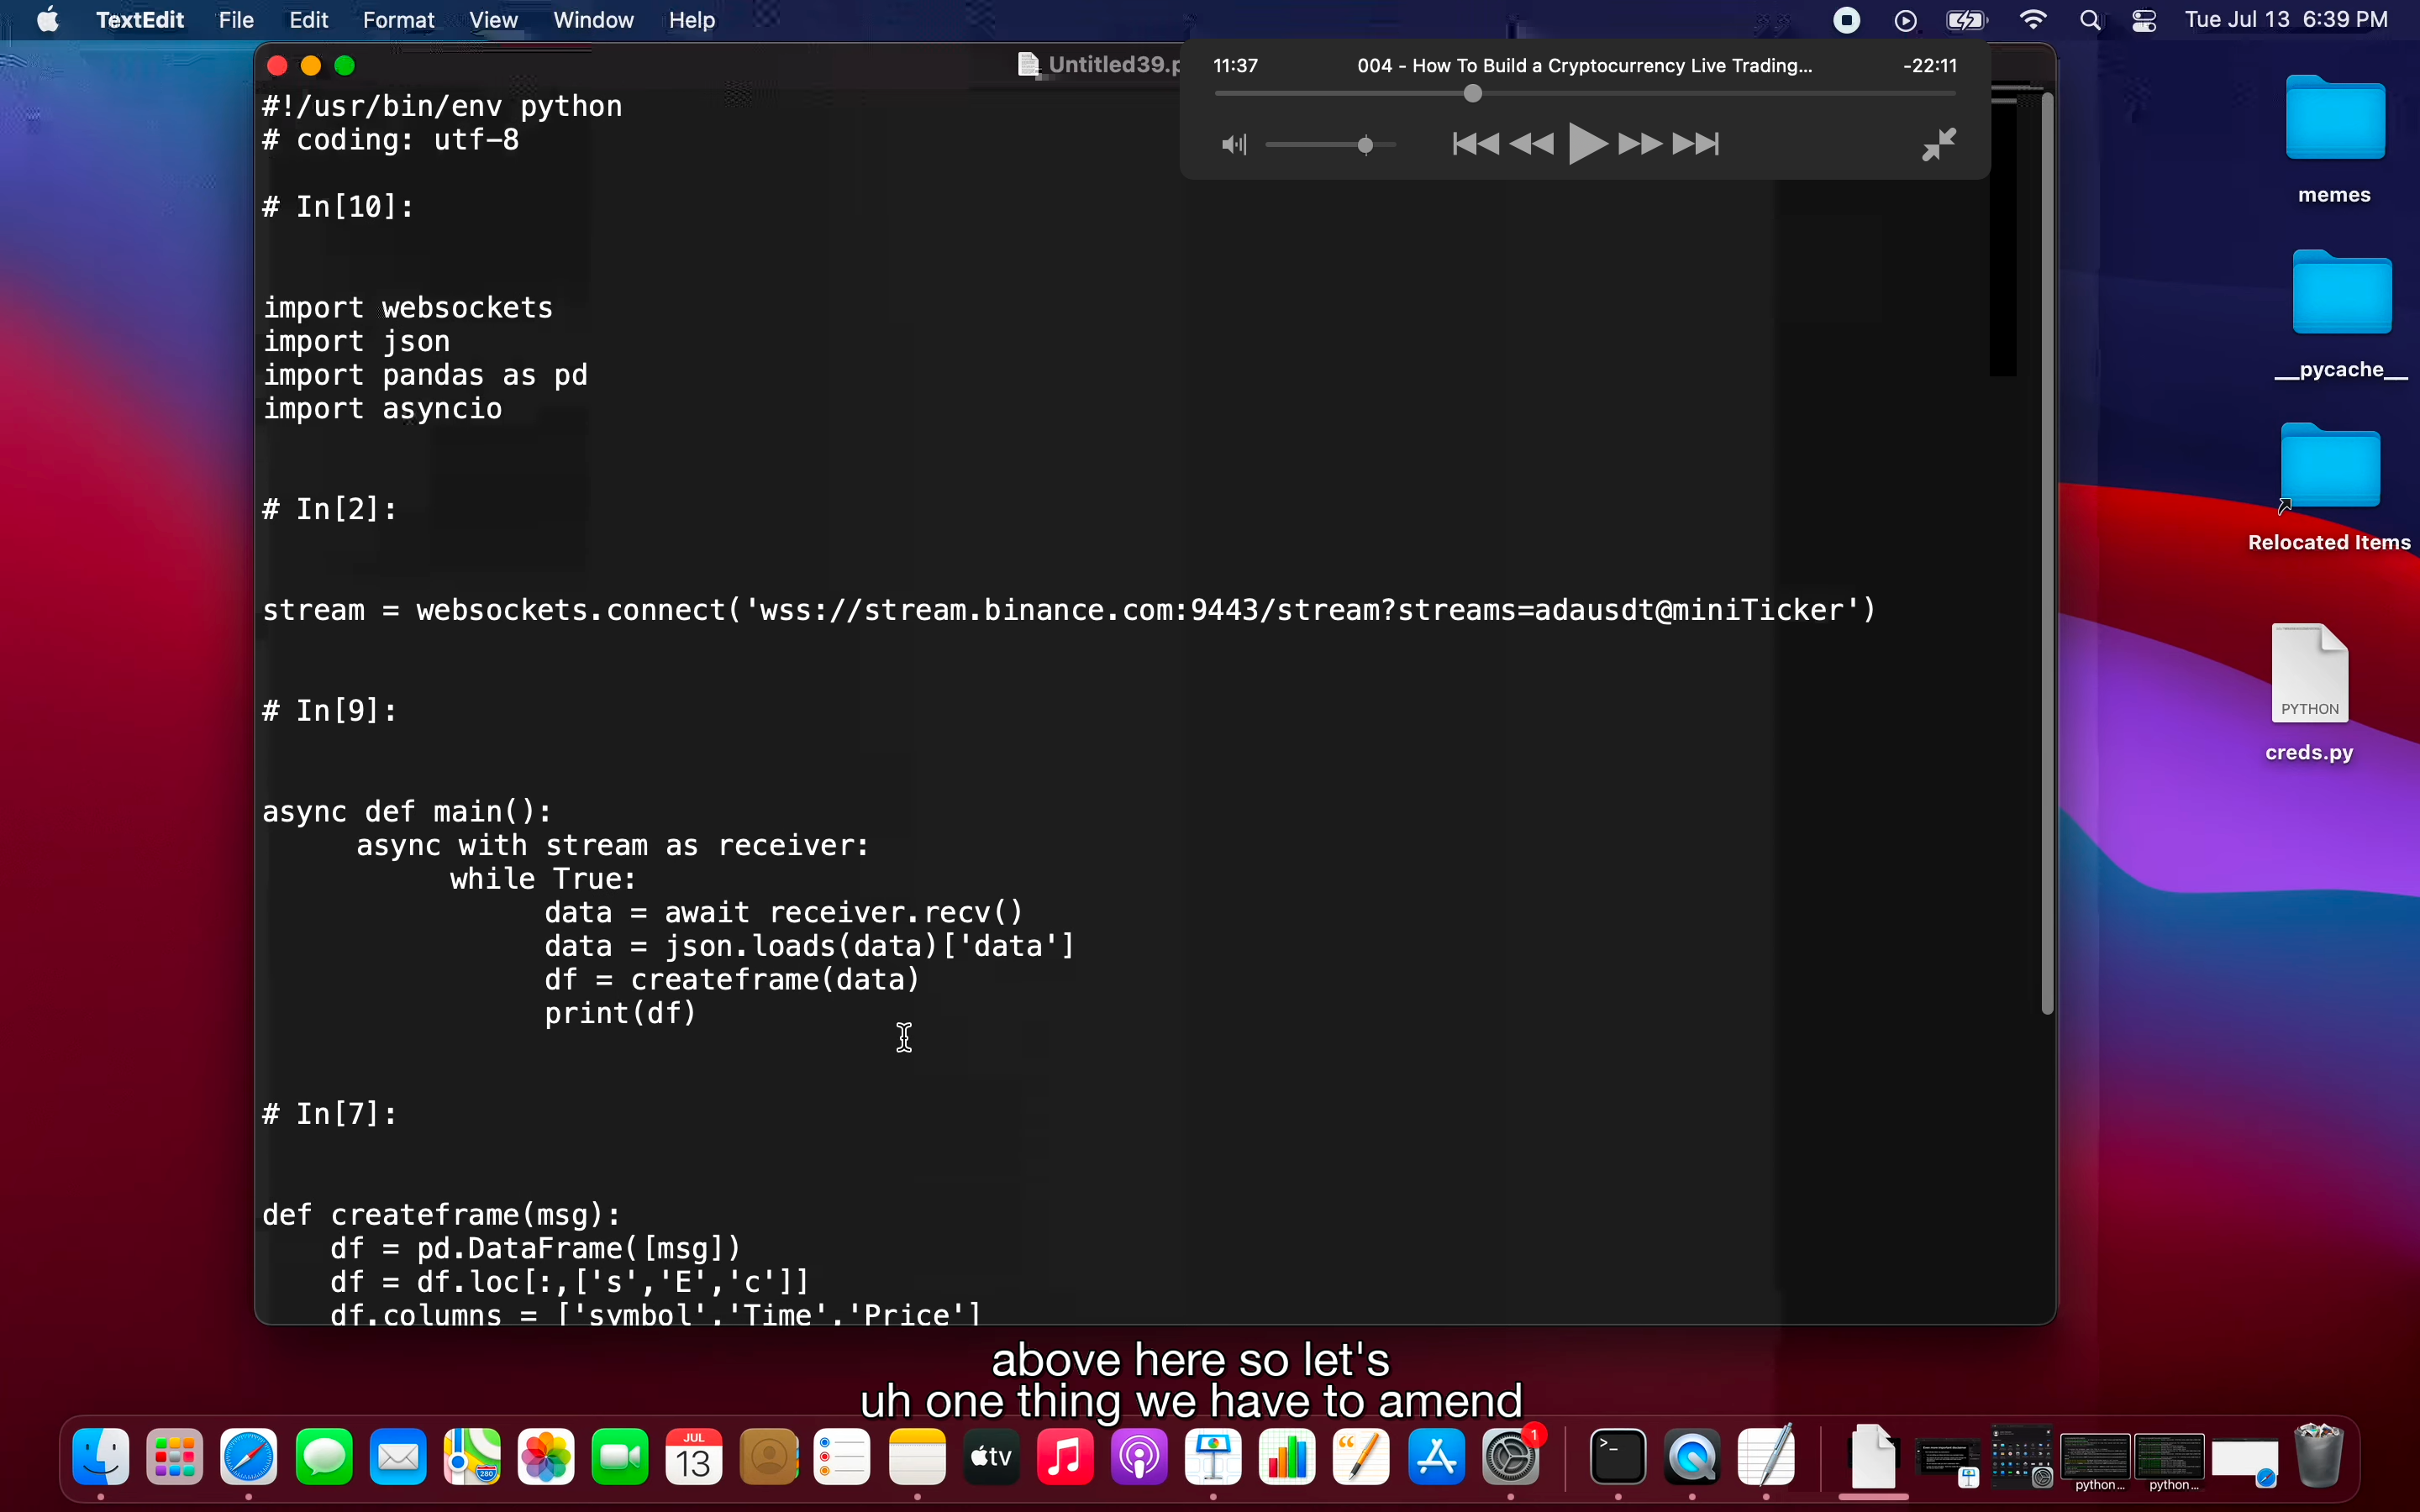 TextEdit File Edit Format View Window Help Tue Jul 13 6:39 PM
Untitled39.p
11:37 004 - How To Build a Cryptocurrency Live Trading... -22:11
#!/usr/bin/env python
# coding: utf-8
# In[10]:
import websockets
import json
import pandas as pd
import asyncio
# In[2]:
stream = websockets.connect('wss://stream.binance.com:9443/stream?streams=adausdt@miniTicker')
# In[9]:
async def main():
async with stream as receiver:
while True:
data = await receiver.recv()
data = json.loads(data)['data']
df = createframe(data)
print(df)
# In[7]:
def createframe(msg):
df = pd.DataFrame([msg])
df = df.loc[:,['s','E','c']]
df.columns = ['symbol','Time','Price']
memes
__pycache__
Relocated Items
PYTHON
creds.py
above here so let's
uh one thing we have to amend
JUL
13
280
tv
1
>_
python...
python...